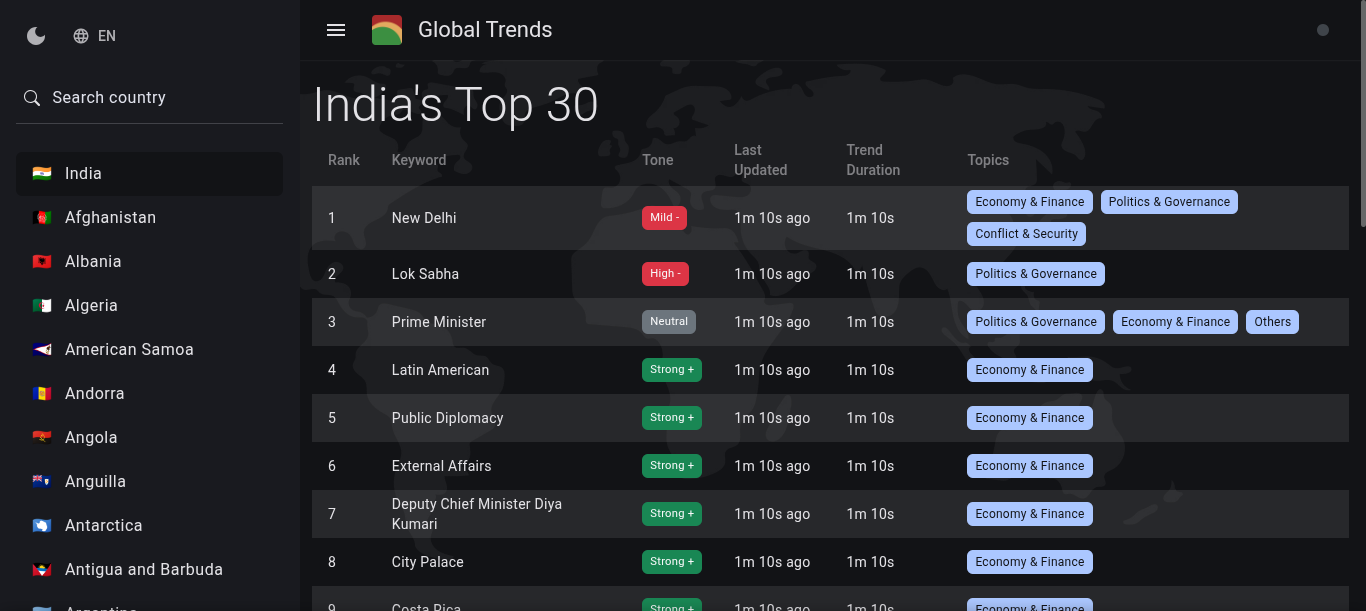 EN
Search country
India
Afghanistan
Albania
Algeria
American Samoa
Andorra
Angola
Anguilla
Antarctica
Antigua and Barbuda
Argentina
Global Trends
India's Top 30
Rank Keyword Tone Last Updated Trend Duration Topics
1 New Delhi Mild - 1m 10s ago 1m 10s Economy & Finance Politics & Governance
Conflict & Security
2 Lok Sabha High - 1m 10s ago 1m 10s Politics & Governance
3 Prime Minister Neutral 1m 10s ago 1m 10s Politics & Governance Economy & Finance Others
4 Latin American Strong + 1m 10s ago 1m 10s Economy & Finance
5 Public Diplomacy Strong + 1m 10s ago 1m 10s Economy & Finance
6 External Affairs Strong + 1m 10s ago 1m 10s Economy & Finance
7 Deputy Chief Minister Diya Kumari Strong + 1m 10s ago 1m 10s Economy & Finance
8 City Palace Strong + 1m 10s ago 1m 10s Economy & Finance
9 Costa Rica Strong + 1m 10s ago 1m 10s Economy & Finance